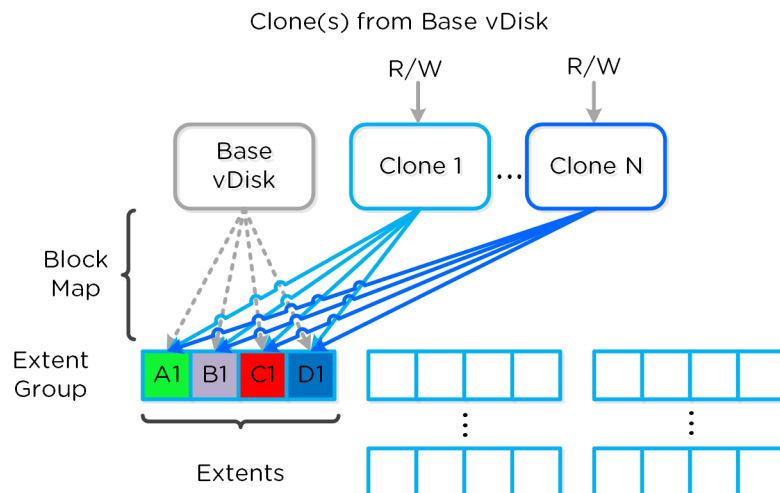 Clone(s) from Base vDisk
R/W
R/W
Base
vDisk
Clone 1
...
Clone N
Block
Map
Extent
Group
A1
B1
C1
D1
Extents